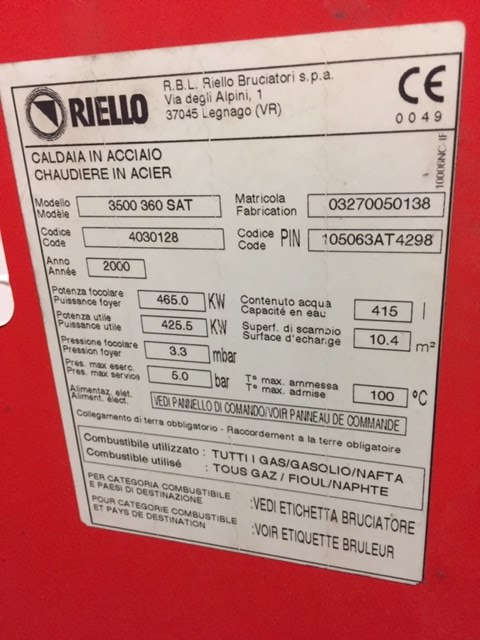 RIELLO
R.B.L. Riello Bruciatori s.p.a.
Via degli Alpini, 1
37045 Legnago (VR)
CE
0049
CALDAIA IN ACCIAIO
CHAUDIERE IN ACIER
10006NC-IF
Modello
Modèle
3500 360 SAT
Matricola
Fabrication
03270050138
Codice
Code
4030128
Codice
Code
PIN
105063AT4298
Anno
Année
2000
Potenza focolare
Puissance foyer
465.0 KW
Contenuto acqua
Capacité en eau
415 l
Potenza utile
Puissance utile
425.5 KW
Superf. di scambio
Surface d'echange
10.4 m²
Pressione focolare
Pression foyer
3.3 mbar
Pres. max eserc.
Pres. max service
5.0 bar
T° max. ammessa
T° max. admise
100 °C
Alimentaz. elet.
Aliment. élect.
VEDI PANNELLO DI COMANDO/VOIR PANNEAU DE COMMANDE
Collegamento di terra obbligatorio - Raccordement a la terre obligatoire
Combustibile utilizzato : TUTTI I GAS/GASOLIO/NAFTA
Combustible utilisé : TOUS GAZ / FIOUL/NAPHTE
PER CATEGORIA COMBUSTIBILE
E PAESI DI DESTINAZIONE
:VEDI ETICHETTA BRUCIATORE
POUR CATEGORIE COMBUSTIBLE
ET PAYS DE DESTINATION
:VOIR ETIQUETTE BRULEUR